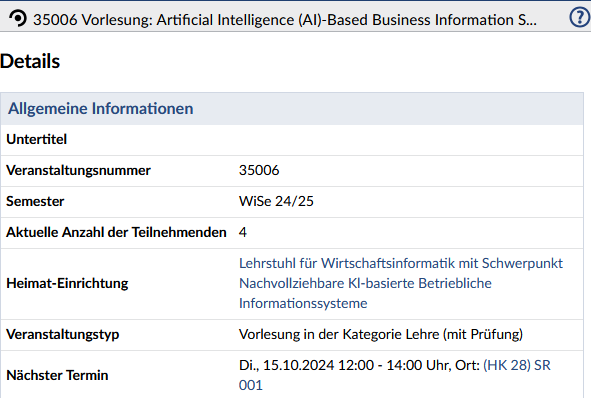 35006 Vorlesung: Artificial Intelligence (AI)-Based Business Information S...
?
Details
Allgemeine Informationen
Untertitel
Veranstaltungsnummer 35006
Semester WiSe 24/25
Aktuelle Anzahl der Teilnehmenden 4
Heimat-Einrichtung Lehrstuhl für Wirtschaftsinformatik mit Schwerpunkt
Nachvollziehbare KI-basierte Betriebliche
Informationssysteme
Veranstaltungstyp Vorlesung in der Kategorie Lehre (mit Prüfung)
Nächster Termin Di., 15.10.2024 12:00 - 14:00 Uhr, Ort: (HK 28) SR
001